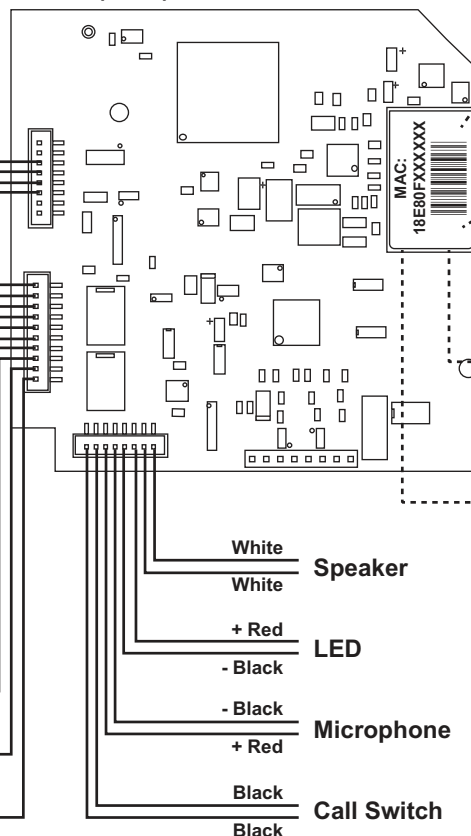 MAC:
18E80FXXXXXX
White
White
Speaker
+ Red
- Black
LED
- Black
+ Red
Microphone
Black
Black
Call Switch